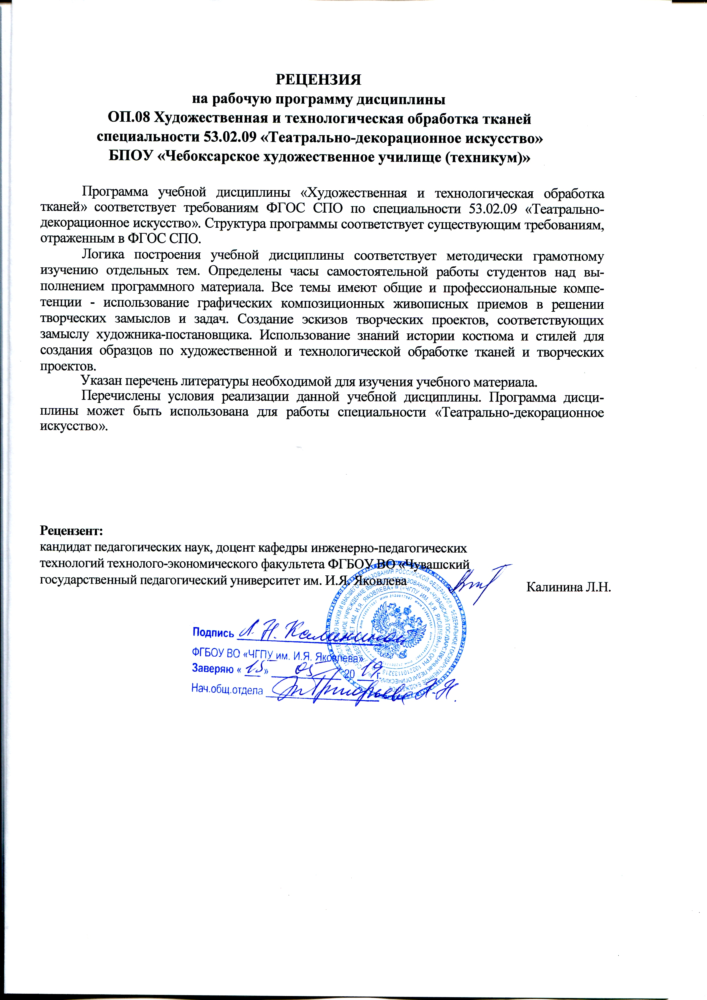 РЕЦЕНЗИЯ
на рабочую программу дисциплины
ОП.08 Художественная и технологическая обработка тканей
специальности 53.02.09 «Театрально-декорационное искусство»
БПОУ «Чебоксарское художественное училище (техникум)»
Программа учебной дисциплины «Художественная и технологическая обработка
тканей» соответствует требованиям ФГОС СПО по специальности 53.02.09 «Театрально-
декорационное искусство». Структура программы соответствует существующим требованиям,
отраженным в ФГОС СПО.
Логика построения учебной дисциплины соответствует методически грамотному
изучению отдельных тем. Определены часы самостоятельной работы студентов над вы-
полнением программного материала. Все темы имеют общие и профессиональные компе-
тенции - использование графических композиционных живописных приемов в решении
творческих замыслов и задач. Создание эскизов творческих проектов, соответствующих
замыслу художника-постановщика. Использование знаний истории костюма и стилей для
создания образцов по художественной и технологической обработке тканей и творческих
проектов.
Указан перечень литературы необходимой для изучения учебного материала.
Перечислены условия реализации данной учебной дисциплины. Программа дисци-
плины может быть использована для работы специальности «Театрально-декорационное
искусство».
Рецензент:
кандидат педагогических наук, доцент кафедры инженерно-педагогических
технологий технолого-экономического факультета ФГБОУ ВО «Чувашский
государственный педагогический университет им. И.Я. Яковлева
Калинина Л.Н.
Подпись Л. Н. Калининой
ФГБОУ ВО «ЧГПУ им. И.Я. Яковлева»
Заверяю « 15 » 05 20 19 г.
Нач.общ.отдела